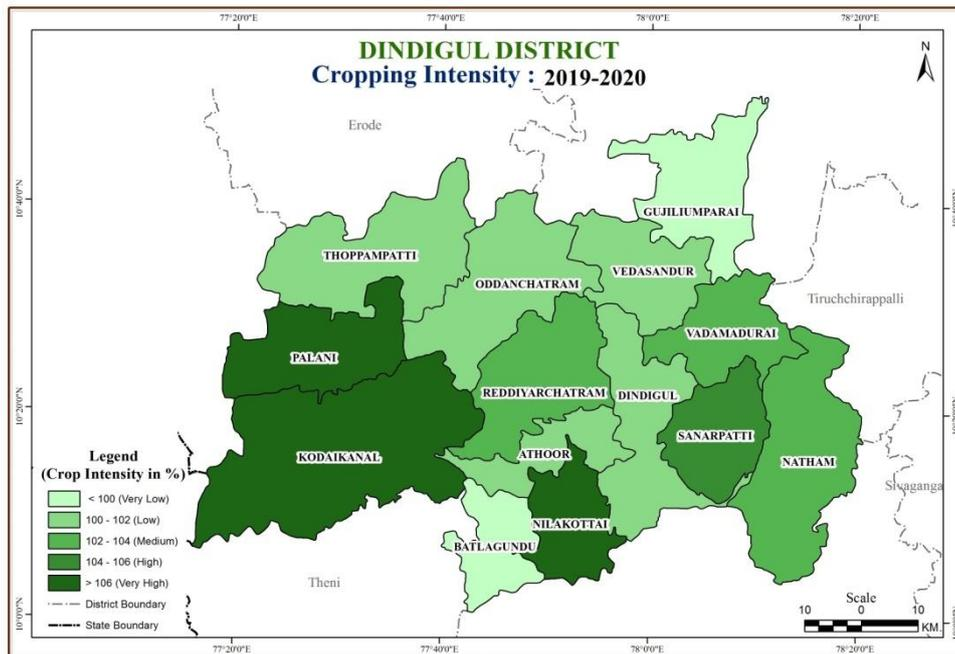 77°20'0"E 77°40'0"E 78°0'0"E 78°20'0"E
DINDIGUL DISTRICT
Cropping Intensity : 2019-2020
N
Erode
10°40'0"N
GUJILIUMPARAI
THOPPAMPATTI
VEDASANDUR
ODDANCHATRAM
Tiruchchirappalli
VADAMADURAI
PALANI
10°20'0"N
REDDIYARCHATRAM
DINDIGUL
SANARPATTI
KODAIKANAL
ATHOOR
NATHAM
Sivaganga
NILAKOTTAI
BATLAGUNDU
Theni
10°0'0"N
Legend
(Crop Intensity in %)
< 100 (Very Low)
100 - 102 (Low)
102 - 104 (Medium)
104 - 106 (High)
> 106 (Very High)
District Boundary
State Boundary
Scale
10 0 10
KM.
77°20'0"E 77°40'0"E 78°0'0"E 78°20'0"E